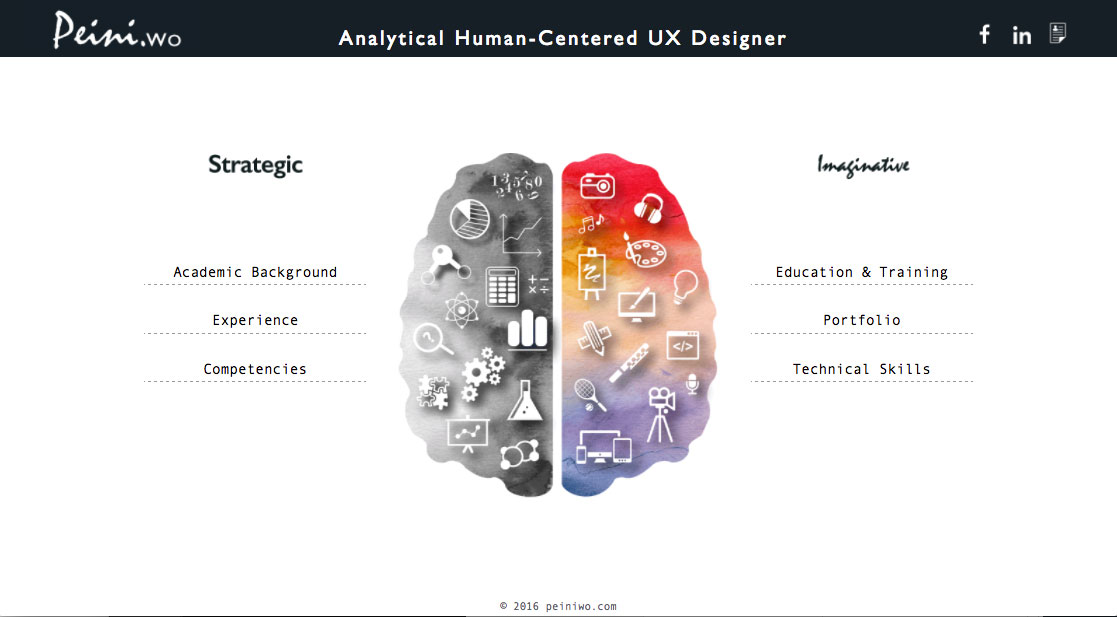 Peini.wo
Analytical Human-Centered UX Designer
f
in
Strategic
Academic Background
Experience
Competencies
Imaginative
Education & Training
Portfolio
Technical Skills
© 2016 peiniwo.com